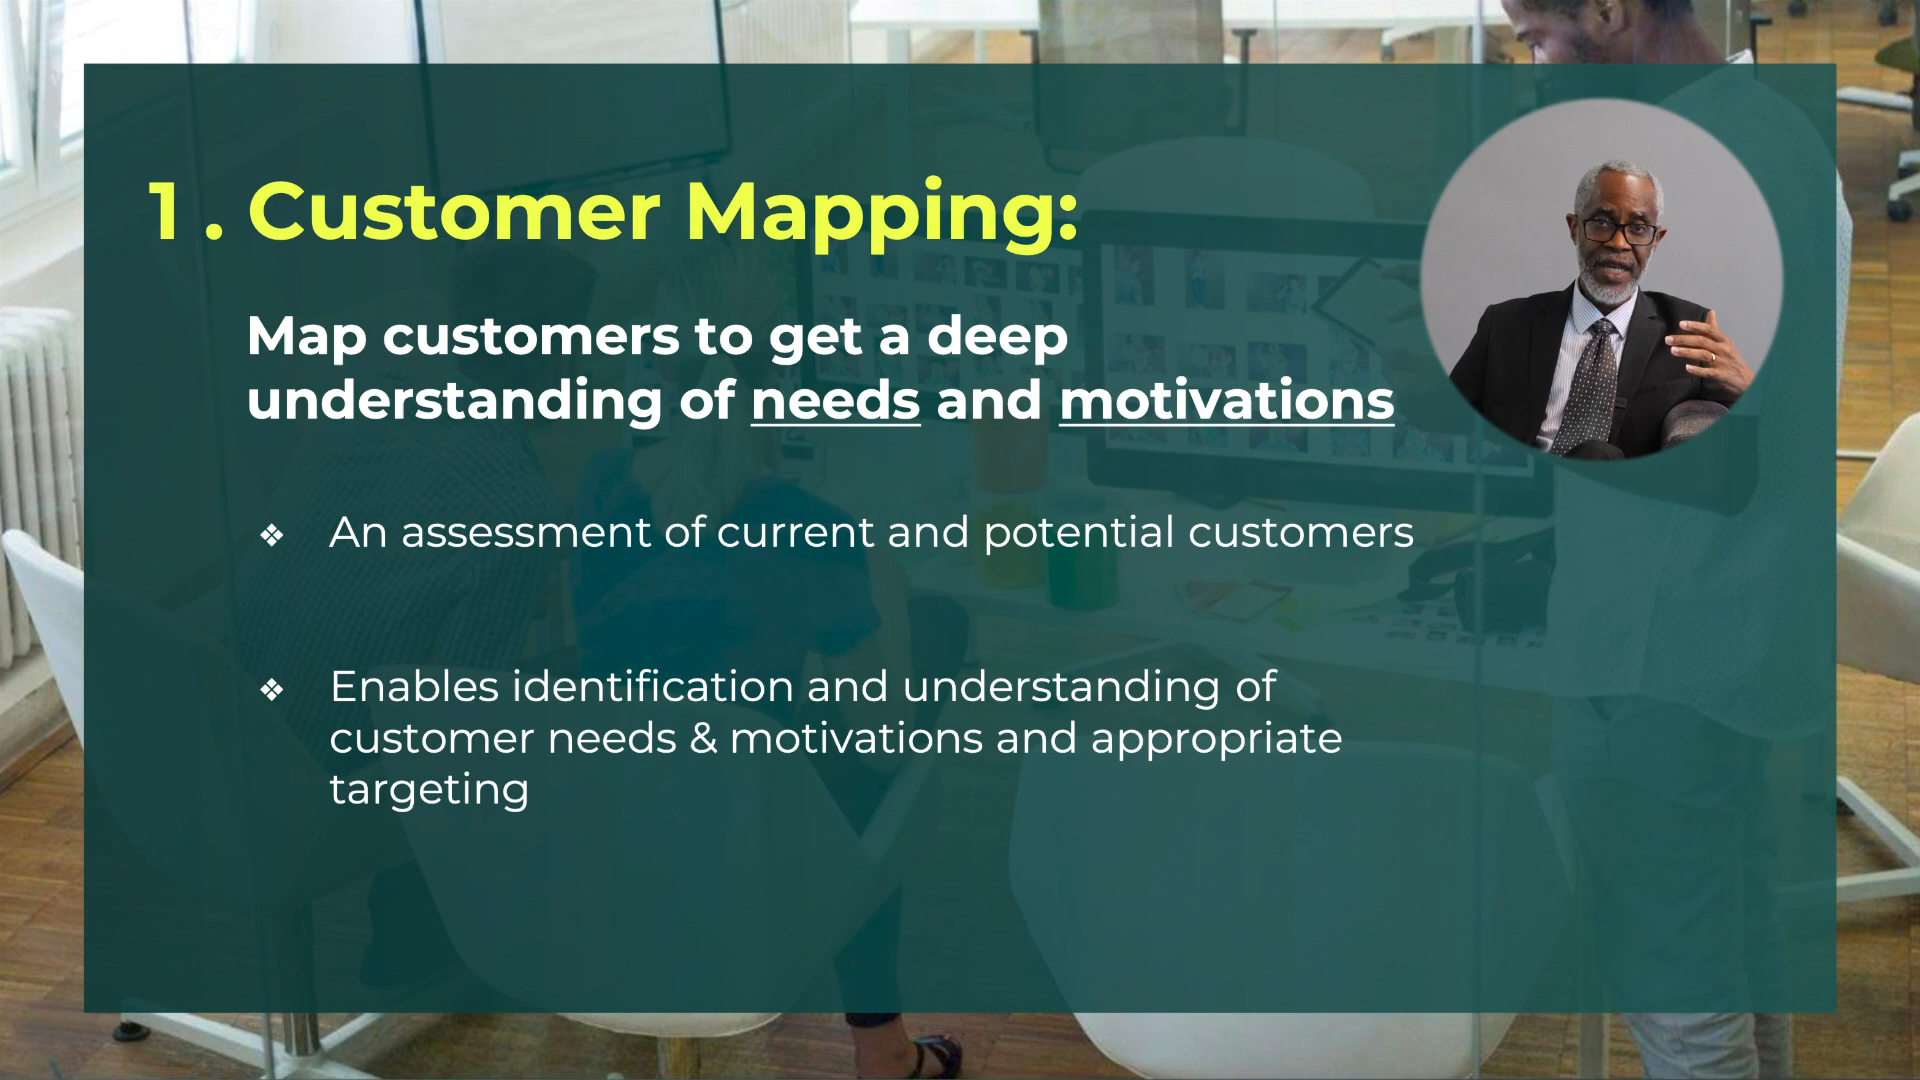 1 . Customer Mapping:
Map customers to get a deep
understanding of needs and motivations
❖ An assessment of current and potential customers
❖ Enables identification and understanding of
customer needs & motivations and appropriate
targeting